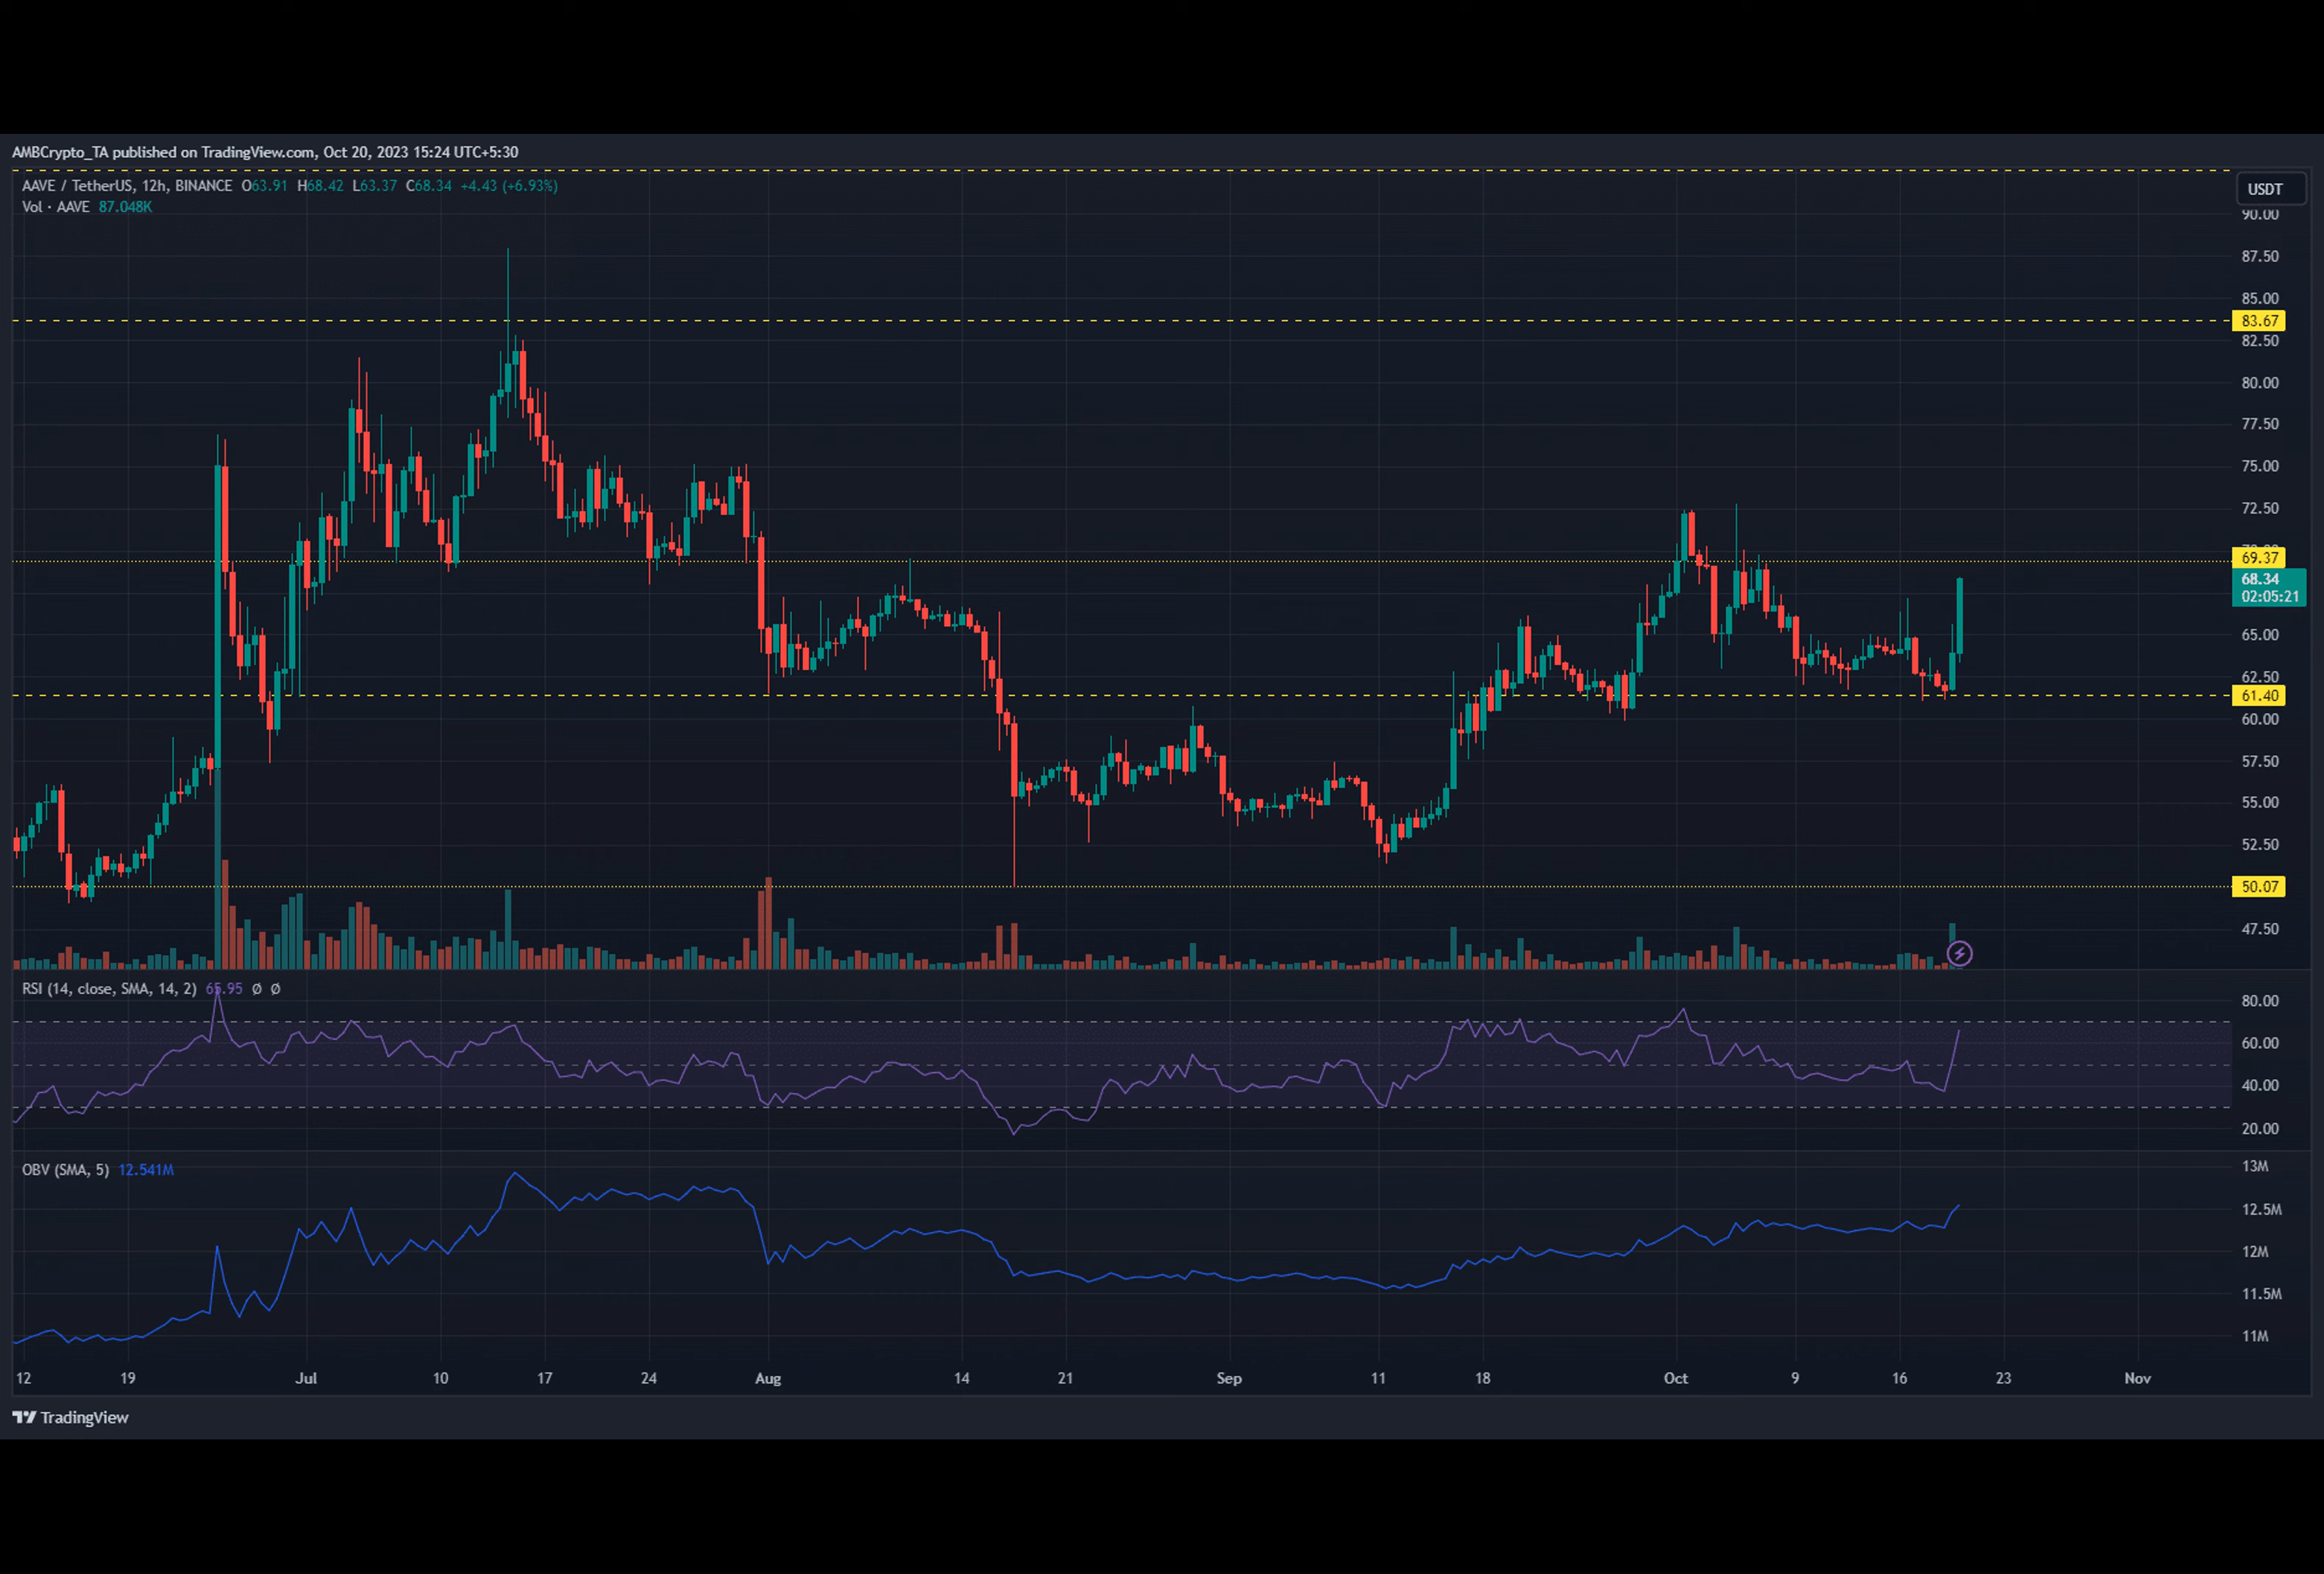 AMBCrypto_TA published on TradingView.com, Oct 20, 2023 15:24 UTC+5:30
AAVE / TetherUS, 12h, BINANCE O63.91 H68.42 L63.37 C68.34 +4.43 (+6.93%)
Vol · AAVE 87.048K
USDT
90.00
87.50
85.00
83.67
82.50
80.00
77.50
75.00
72.50
69.37
68.34
02:05:21
65.00
62.50
61.40
60.00
57.50
55.00
52.50
50.07
47.50
RSI (14, close, SMA, 14, 2) 65.95 Ø Ø
80.00
60.00
40.00
20.00
OBV (SMA, 5) 12.541M
13M
12.5M
12M
11.5M
11M
12 19 Jul 10 17 24 Aug 14 21 Sep 11 18 Oct 9 16 23 Nov
TradingView